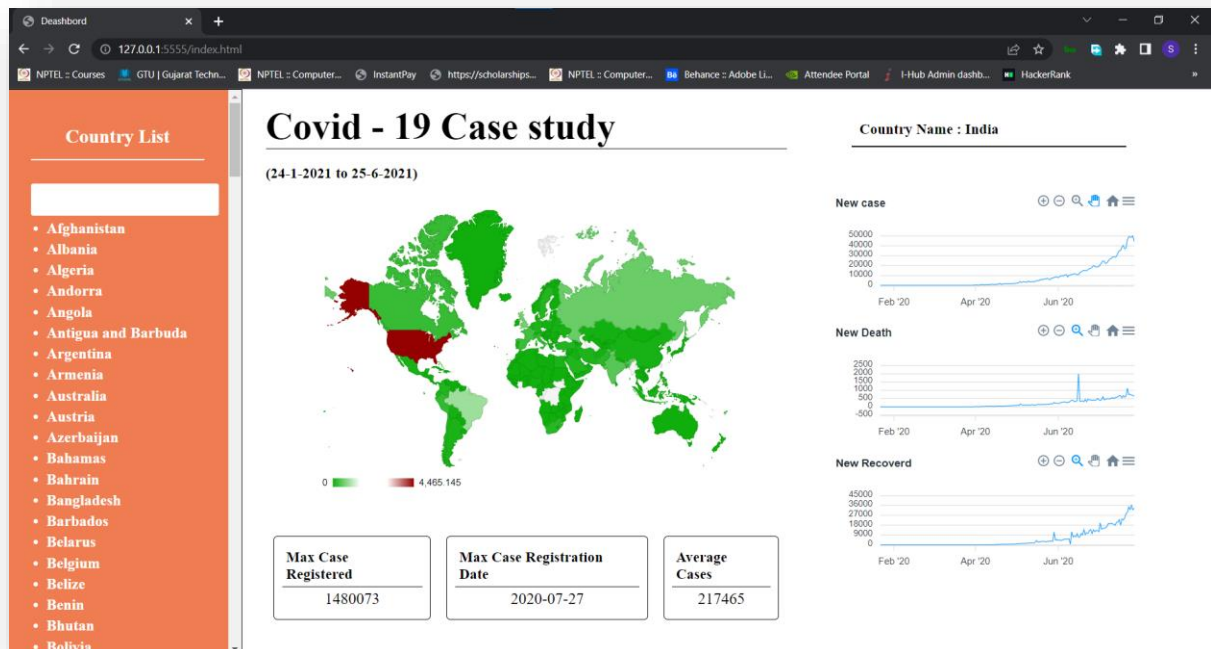 Deashbord
127.0.0.1:5555/index.html
S
NPTEL :: Courses
GTU | Gujarat Techn...
NPTEL :: Computer...
InstantPay
https://scholarships...
NPTEL :: Computer...
Behance :: Adobe Li...
Attendee Portal
I-Hub Admin dashb...
HackerRank
»
Country List
Afghanistan
Albania
Algeria
Andorra
Angola
Antigua and Barbuda
Argentina
Armenia
Australia
Austria
Azerbaijan
Bahamas
Bahrain
Bangladesh
Barbados
Belarus
Belgium
Belize
Benin
Bhutan
Bolivia
Covid - 19 Case study
(24-1-2021 to 25-6-2021)
0
4,465.145
Max Case
Registered
1480073
Max Case Registration
Date
2020-07-27
Average
Cases
217465
Country Name : India
New case
50000
40000
30000
20000
10000
0
Feb '20 Apr '20 Jun '20
New Death
2500
2000
1500
1000
500
0
-500
Feb '20 Apr '20 Jun '20
New Recoverd
45000
36000
27000
18000
9000
0
Feb '20 Apr '20 Jun '20